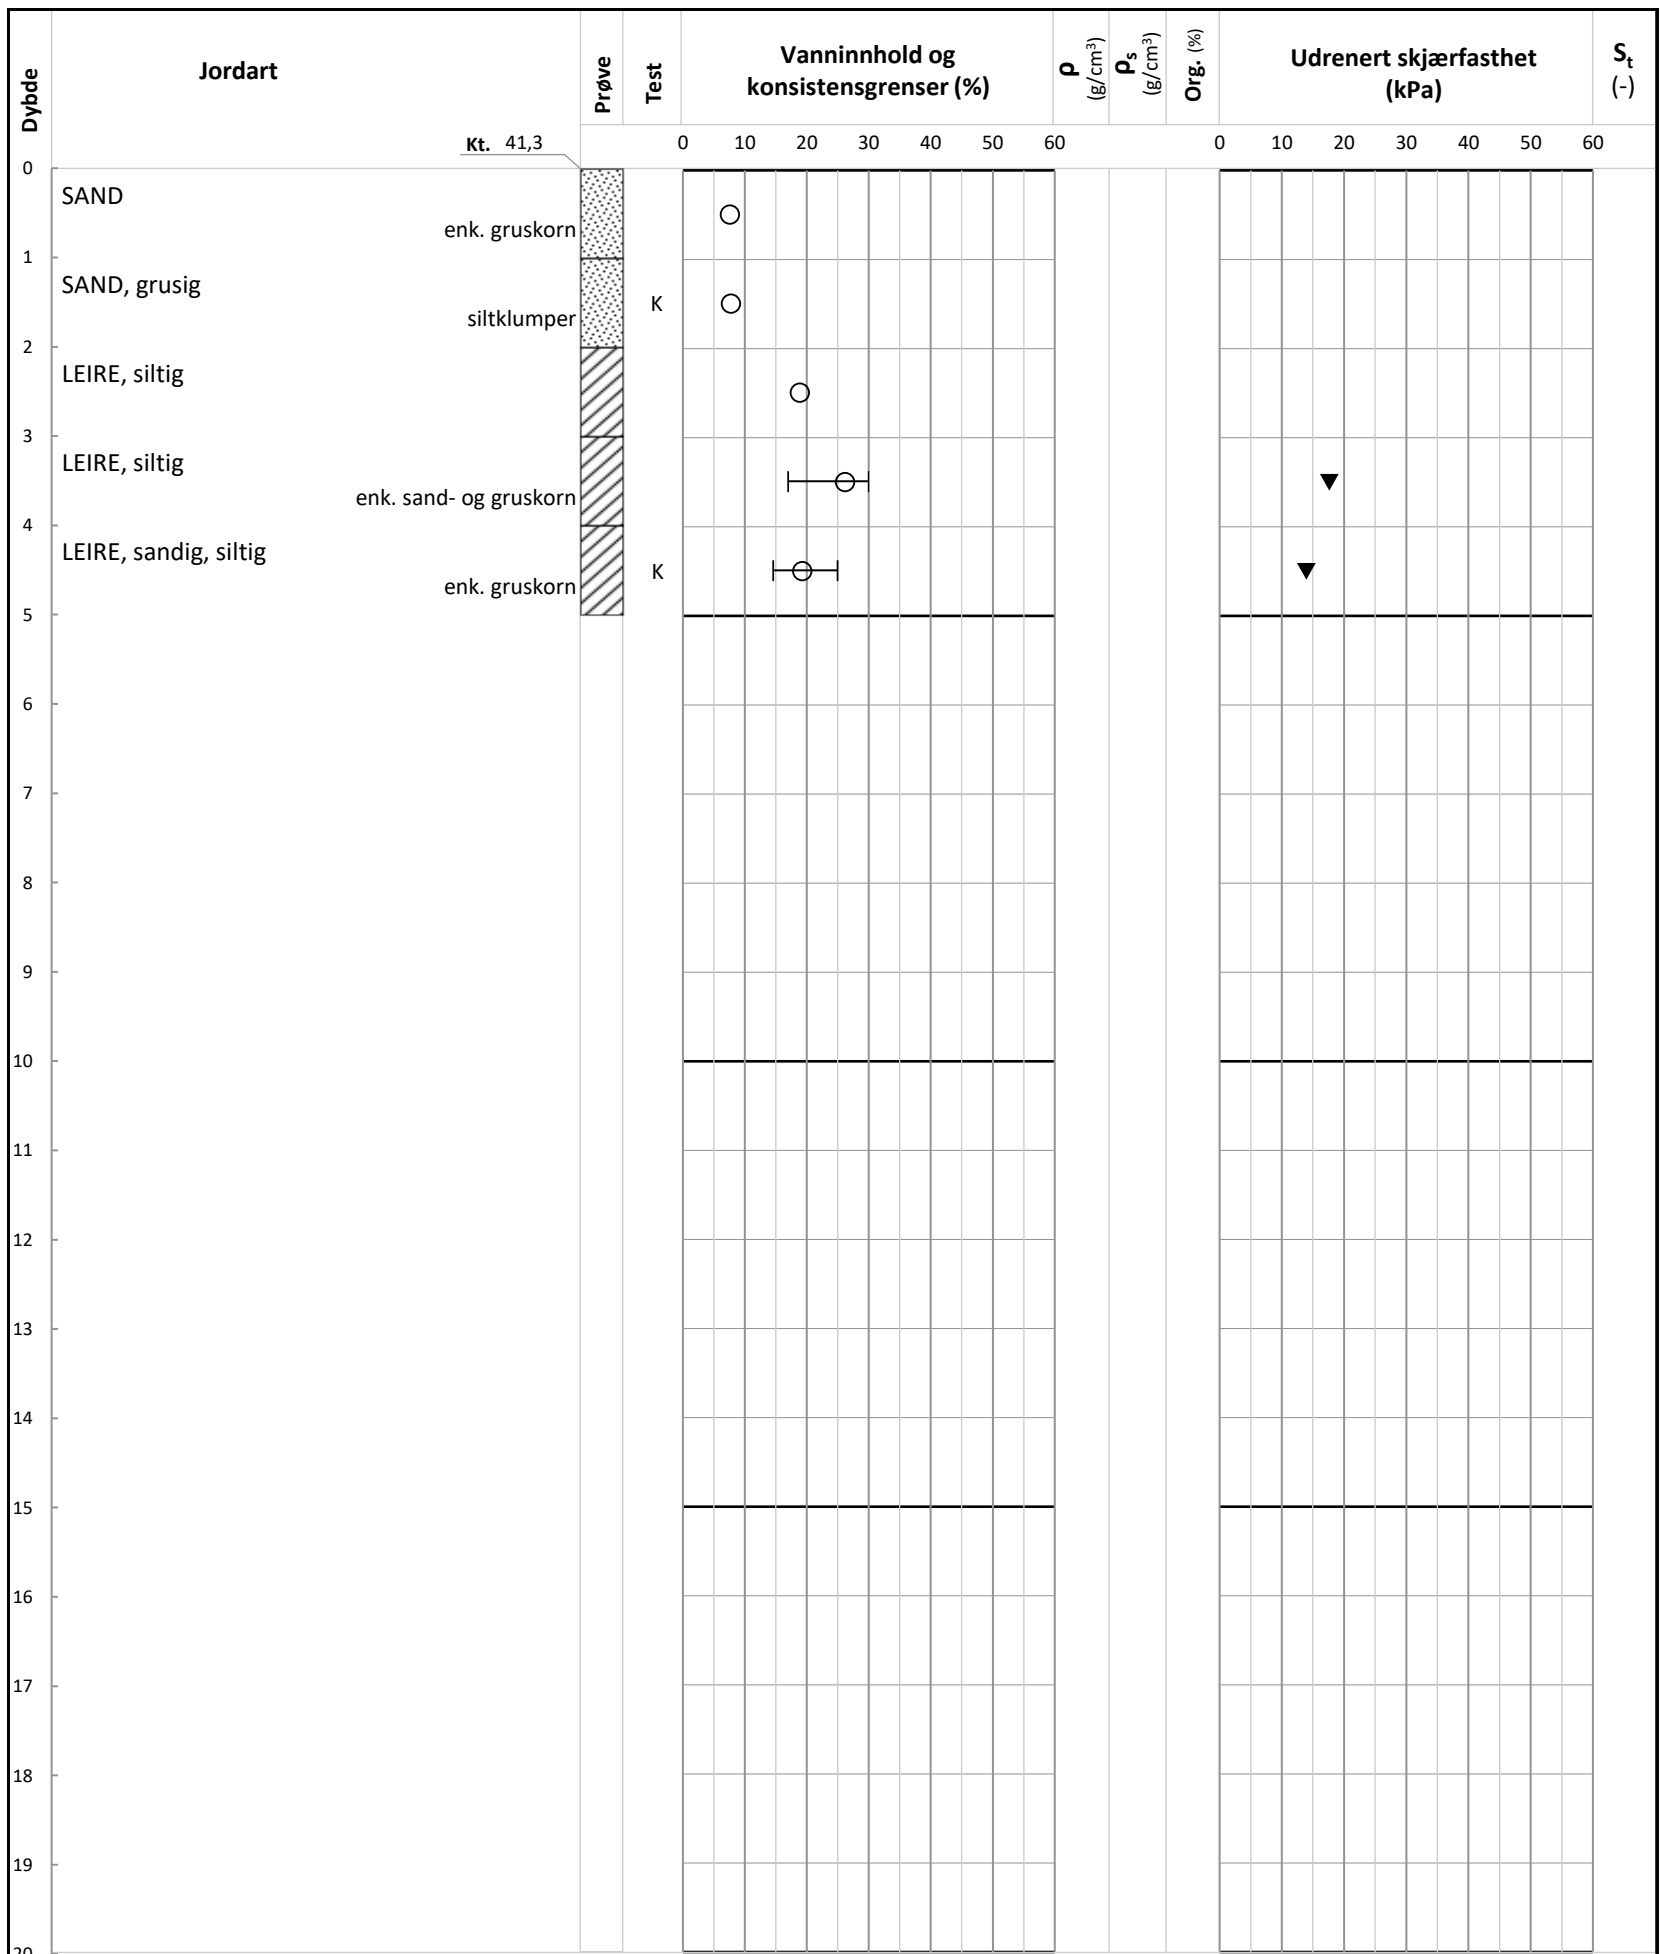 Dybde
Jordart
Prøve
Test
Vanninnhold og
konsistensgrenser (%)
ρ
(g/cm³)
ρₛ
(g/cm³)
Org. (%)
Udrenert skjærfasthet
(kPa)
Sₜ
(-)
Kt. 41,3
0 10 20 30 40 50 60
0 10 20 30 40 50 60
0
SAND
enk. gruskorn
1
SAND, grusig
siltklumper
K
2
LEIRE, siltig
3
LEIRE, siltig
enk. sand- og gruskorn
4
LEIRE, sandig, siltig
enk. gruskorn
K
5
6
7
8
9
10
11
12
13
14
15
16
17
18
19
20